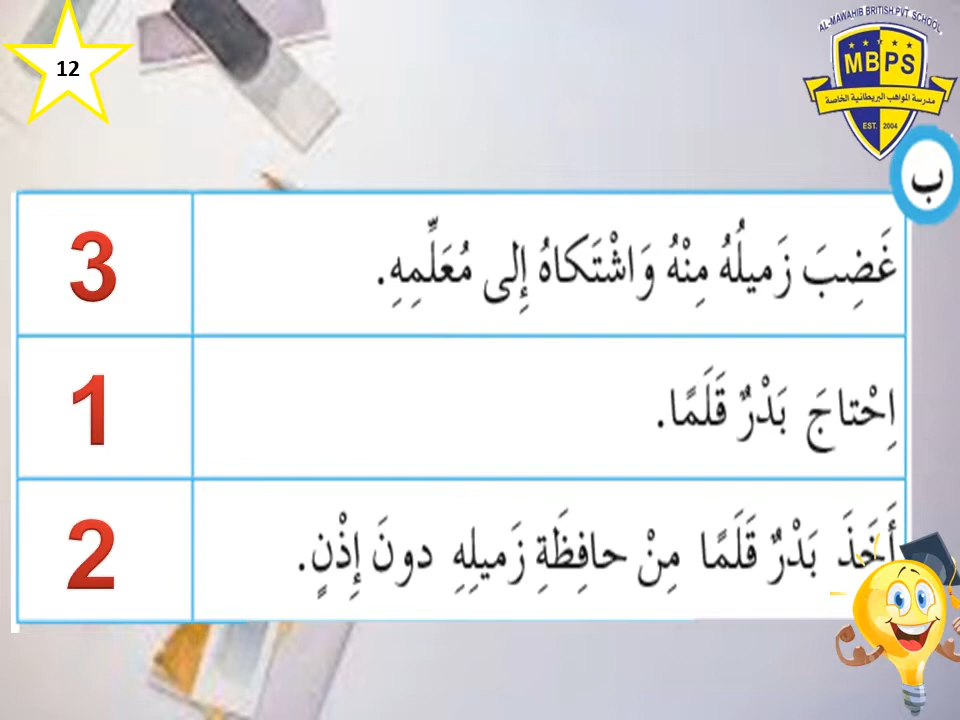 12
AL-MAWAHIB BRITISH PVT SCHOOL
MBPS
مدرسة المواهب البريطانية الخاصة
EST. 2004
ب
غَضِبَ زَميلُهُ مِنْهُ وَاشْتَكاهُ إِلى مُعَلِّمِهِ.
3
اِحْتاجَ بَدْرٌ قَلَمًا.
1
أَخَذَ بَدْرٌ قَلَمًا مِنْ حافِظَةِ زَميلِهِ دونَ إِذْنٍ.
2